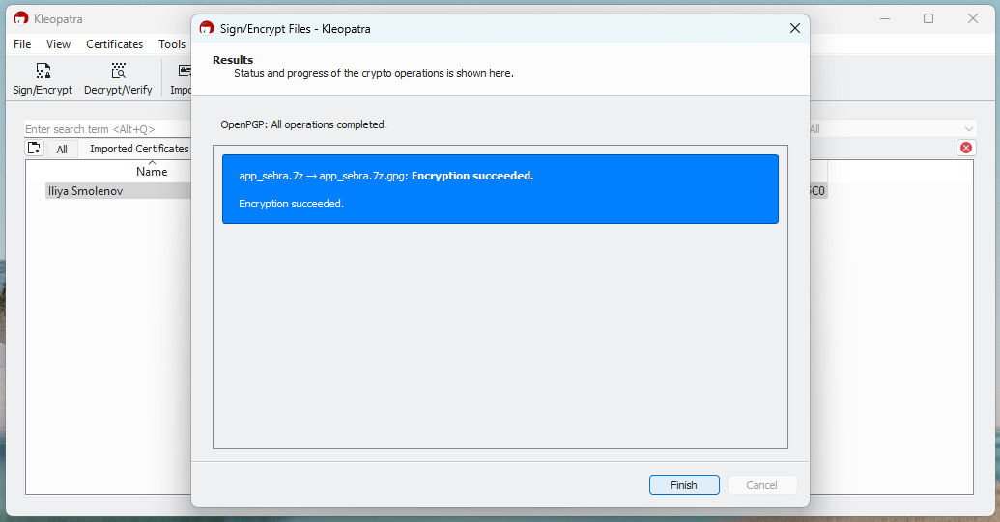 Kleopatra
File View Certificates Tools
Sign/Encrypt Decrypt/Verify
Enter search term <Alt+Q>
All
All Imported Certificates
Name
Iliya Smolenov
Sign/Encrypt Files - Kleopatra
Results
Status and progress of the crypto operations is shown here.
OpenPGP: All operations completed.
app_sebra.7z → app_sebra.7z.gpg: Encryption succeeded.
Encryption succeeded.
Finish Cancel